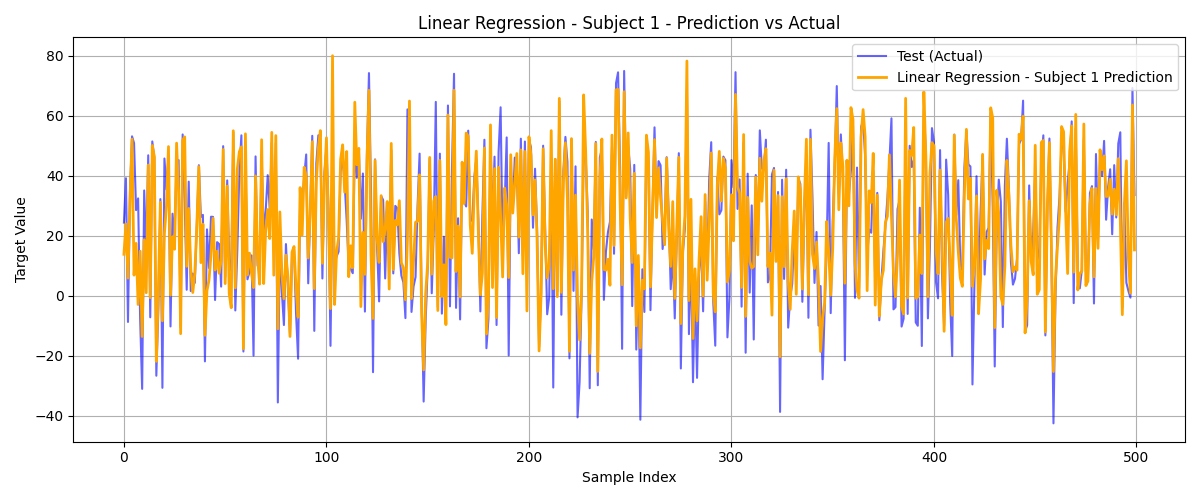 Linear Regression - Subject 1 - Prediction vs Actual
Test (Actual)
Linear Regression - Subject 1 Prediction
Target Value
80
60
40
20
0
−20
−40
0 100 200 300 400 500
Sample Index